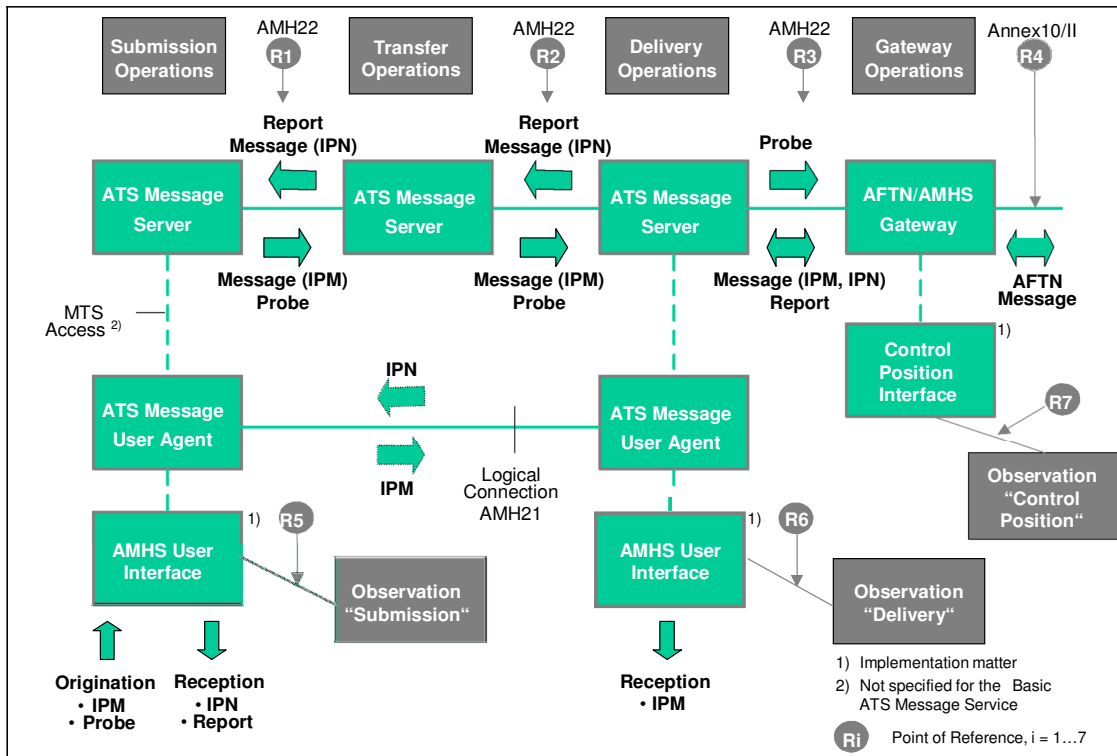 Submission
Operations
AMH22
R1
Transfer
Operations
AMH22
R2
Delivery
Operations
AMH22
R3
Gateway
Operations
Annex10/II
R4
Report
Message (IPN)
Report
Message (IPN)
Probe
ATS Message
Server
ATS Message
Server
ATS Message
Server
AFTN/AMHS
Gateway
Message (IPM)
Probe
Message (IPM)
Probe
Message (IPM, IPN)
Report
AFTN
Message
MTS
Access 2)
1)
Control
Position
Interface
IPN
ATS Message
User Agent
ATS Message
User Agent
R7
IPM
Logical
Connection
AMH21
Observation
“Control
Position“
1)
R5
1)
R6
AMHS User
Interface
AMHS User
Interface
Observation
“Submission“
Observation
“Delivery“
Origination
• IPM
• Probe
Reception
• IPN
• Report
Reception
• IPM
1) Implementation matter
2) Not specified for the Basic
ATS Message Service
Ri Point of Reference, i = 1…7